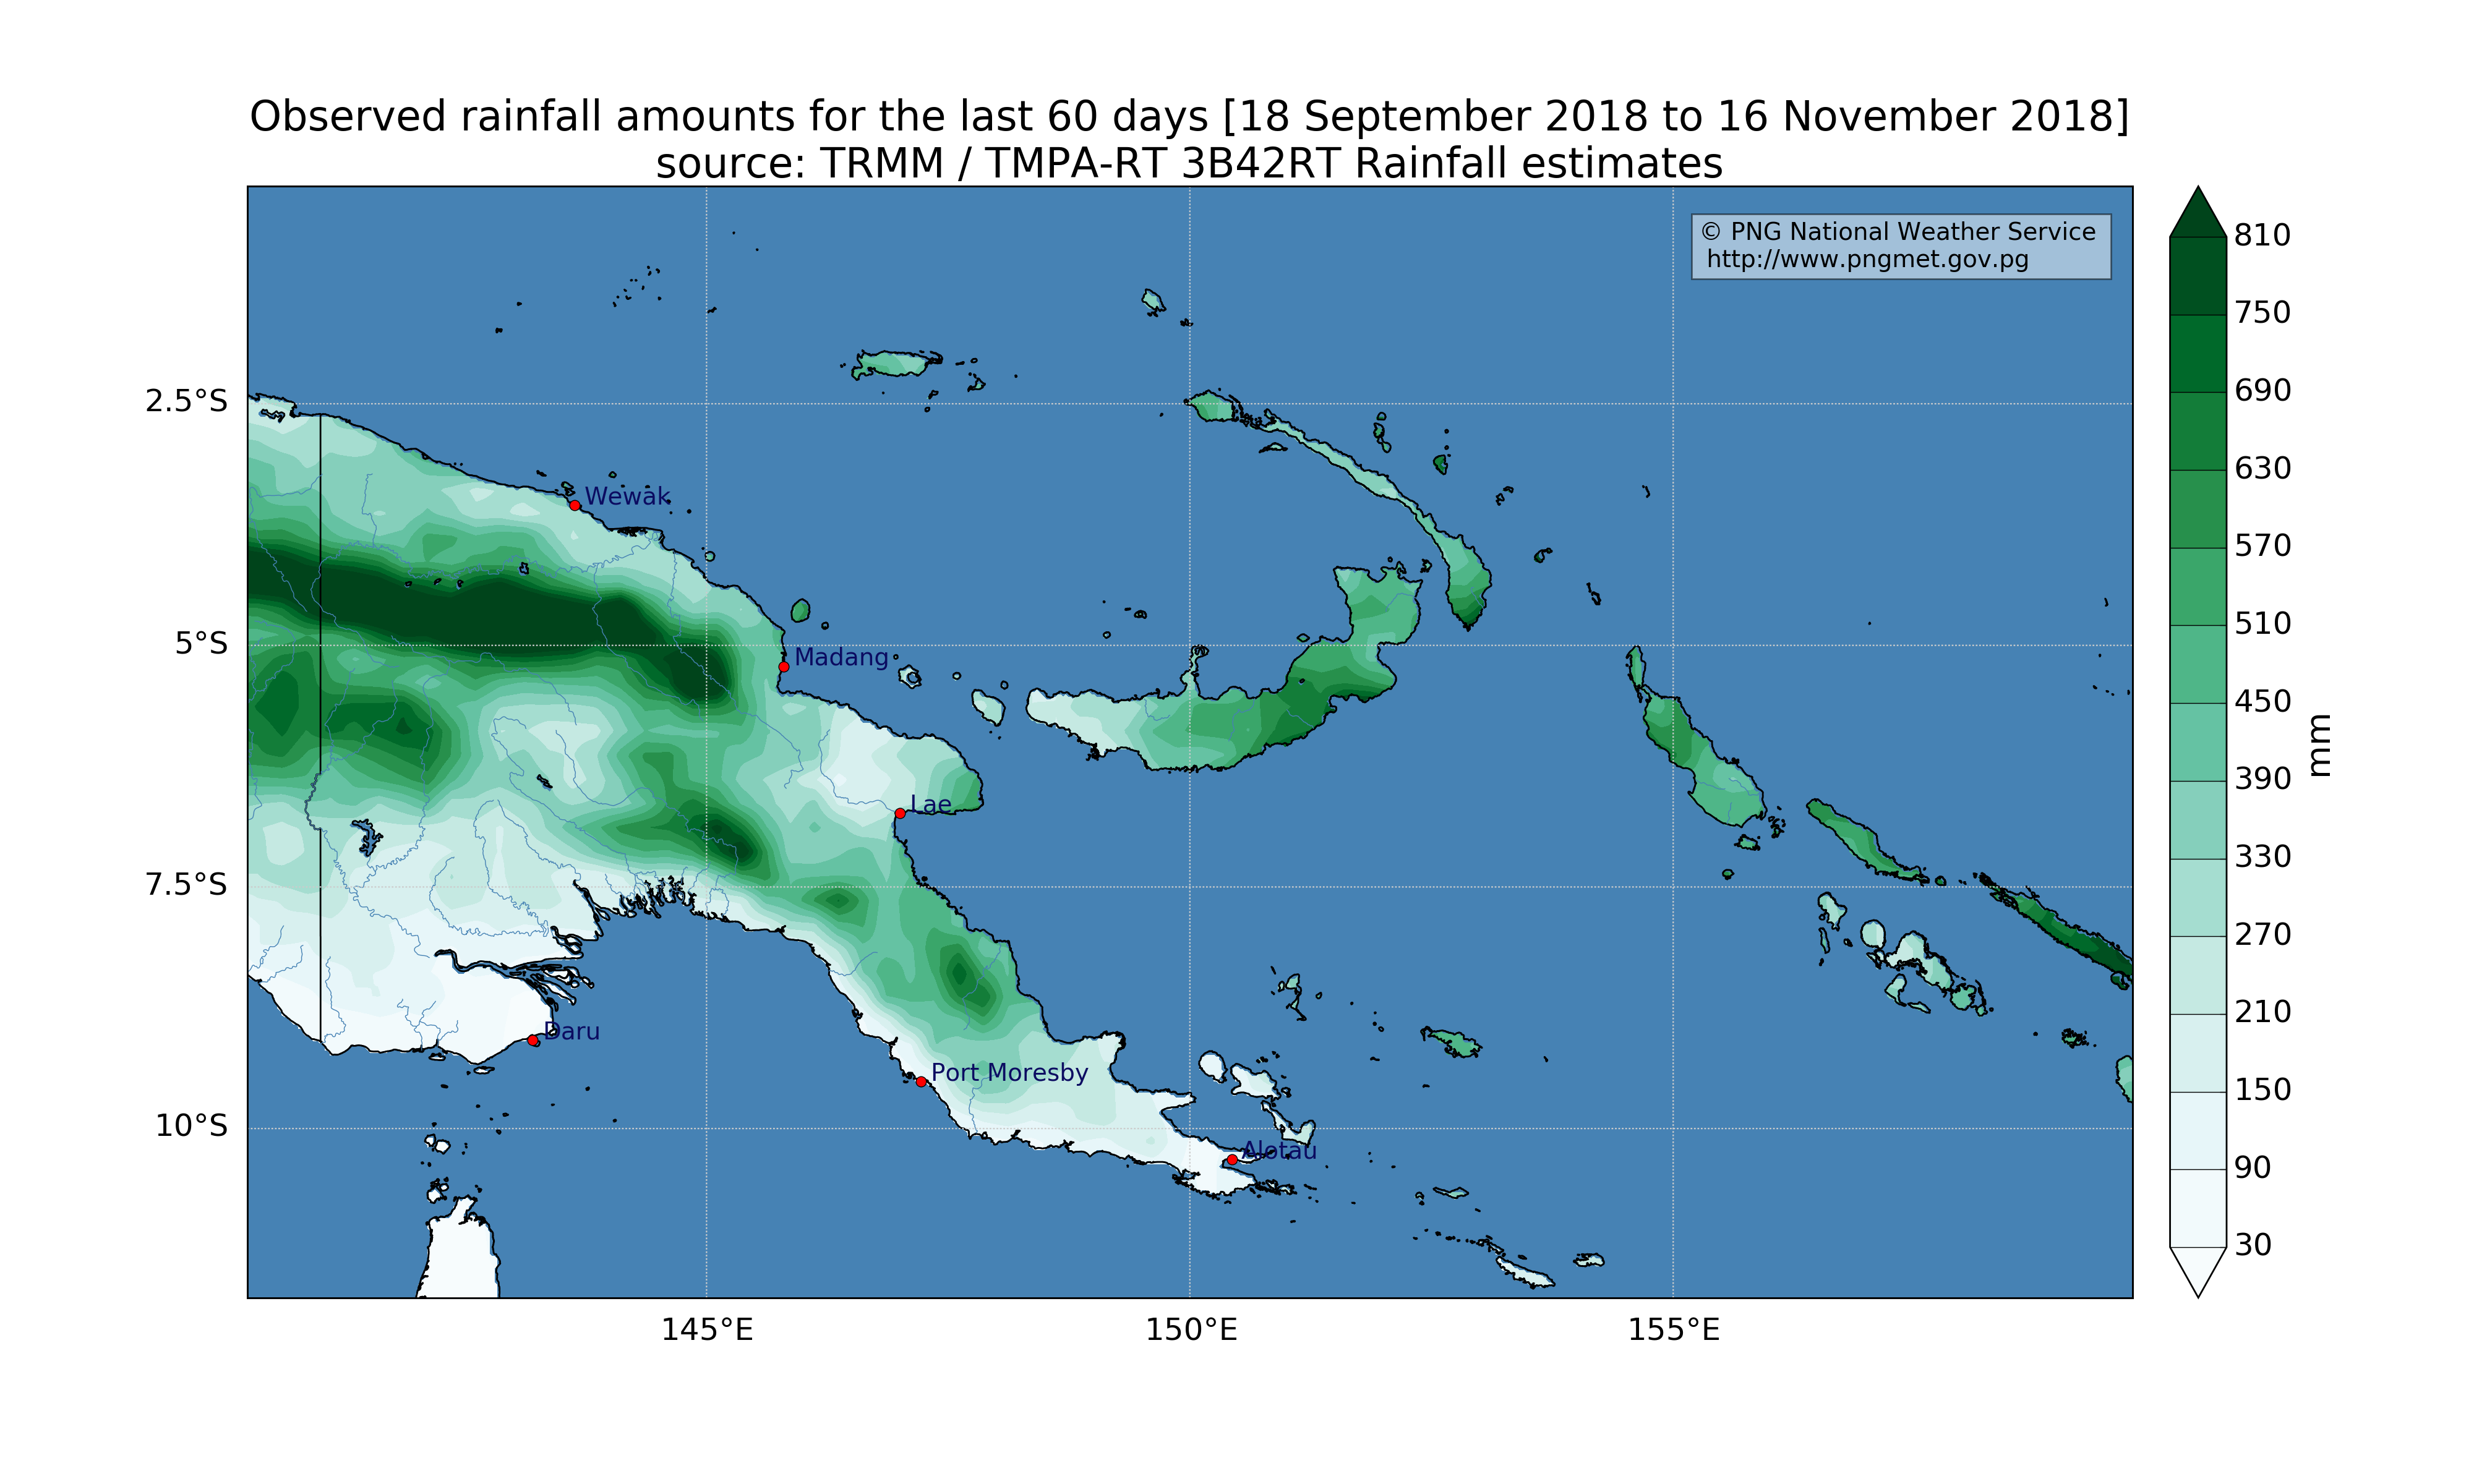 Observed rainfall amounts for the last 60 days [18 September 2018 to 16 November 2018]
source: TRMM / TMPA-RT 3B42RT Rainfall estimates
© PNG National Weather Service
http://www.pngmet.gov.pg
2.5°S
5°S
7.5°S
10°S
145°E
150°E
155°E
Wewak
Madang
Lae
Daru
Port Moresby
Alotau
810
750
690
630
570
510
450
390
330
270
210
150
90
30
mm